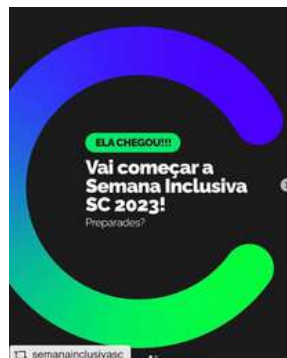 ELA CHEGOU!!!
Vai começar a
Semana Inclusiva
SC 2023!
Preparades?
semanainclusivasc